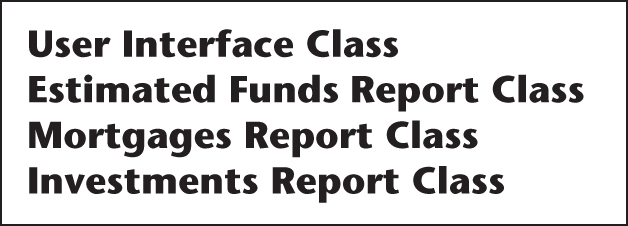 User Interface Class
Estimated Funds Report Class
Mortgages Report Class
Investments Report Class